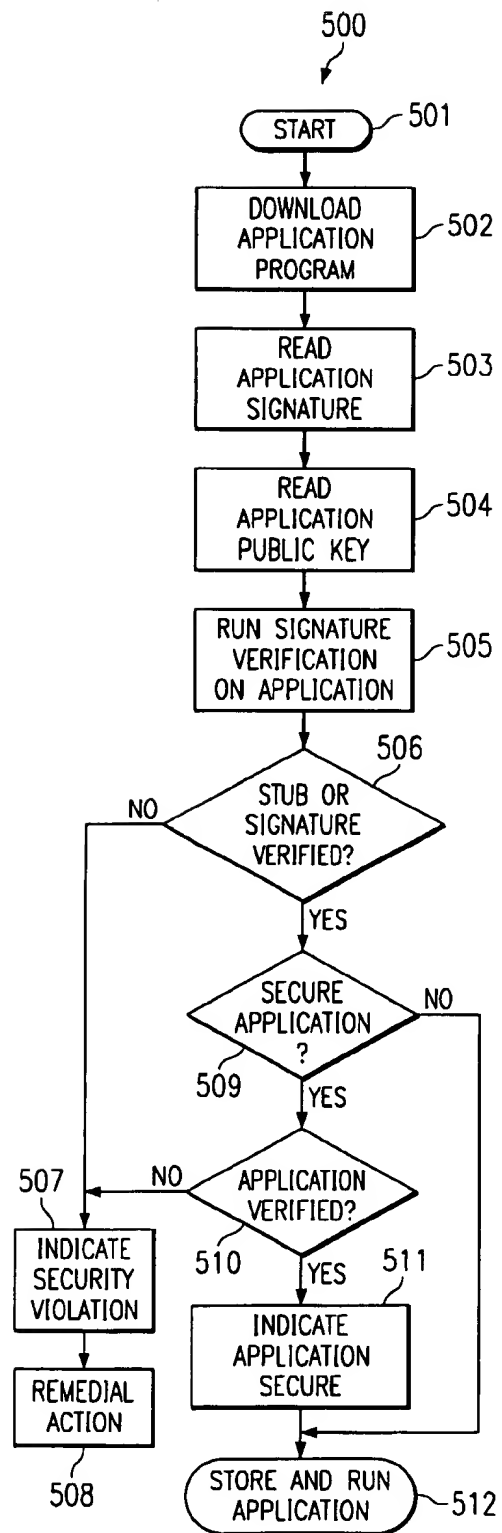 500
START
501
DOWNLOAD
APPLICATION
PROGRAM
502
READ
APPLICATION
SIGNATURE
503
READ
APPLICATION
PUBLIC KEY
504
RUN SIGNATURE
VERIFICATION
ON APPLICATION
505
506
STUB OR
SIGNATURE
VERIFIED?
NO
YES
SECURE
APPLICATION
?
509
NO
YES
APPLICATION
VERIFIED?
510
NO
YES
507
INDICATE
SECURITY
VIOLATION
511
INDICATE
APPLICATION
SECURE
REMEDIAL
ACTION
508
STORE AND RUN
APPLICATION
512